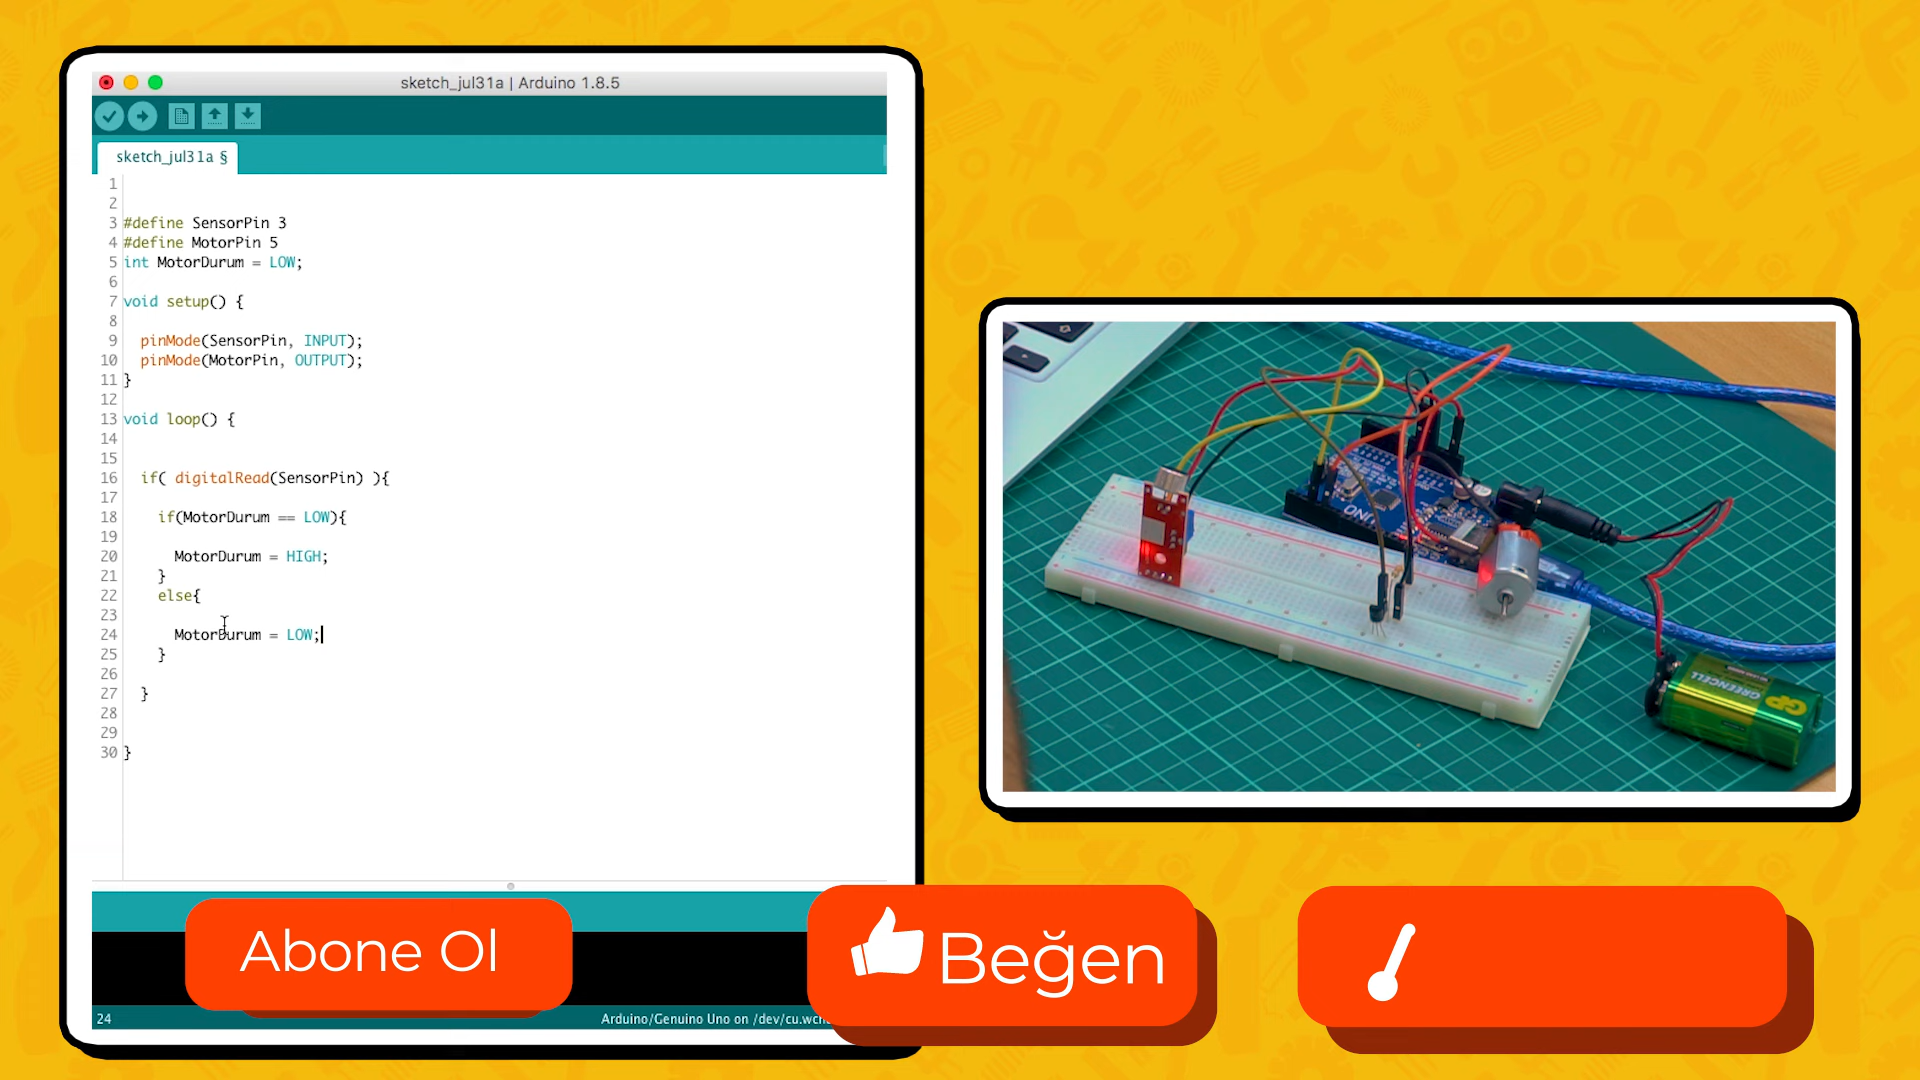 sketch_jul31a | Arduino 1.8.5
sketch_jul31a §
1
2
3 #define SensorPin 3
4 #define MotorPin 5
5 int MotorDurum = LOW;
6
7 void setup() {
8
9 pinMode(SensorPin, INPUT);
10 pinMode(MotorPin, OUTPUT);
11 }
12
13 void loop() {
14
15
16 if( digitalRead(SensorPin) ){
17
18 if(MotorDurum == LOW){
19
20 MotorDurum = HIGH;
21 }
22 else{
23
24 MotorDurum = LOW;
25 }
26
27 }
28
29
30 }
UNO
GREENCELL
GP
Abone Ol
Beğen
24
Arduino/Genuino Uno on /dev/cu.wch